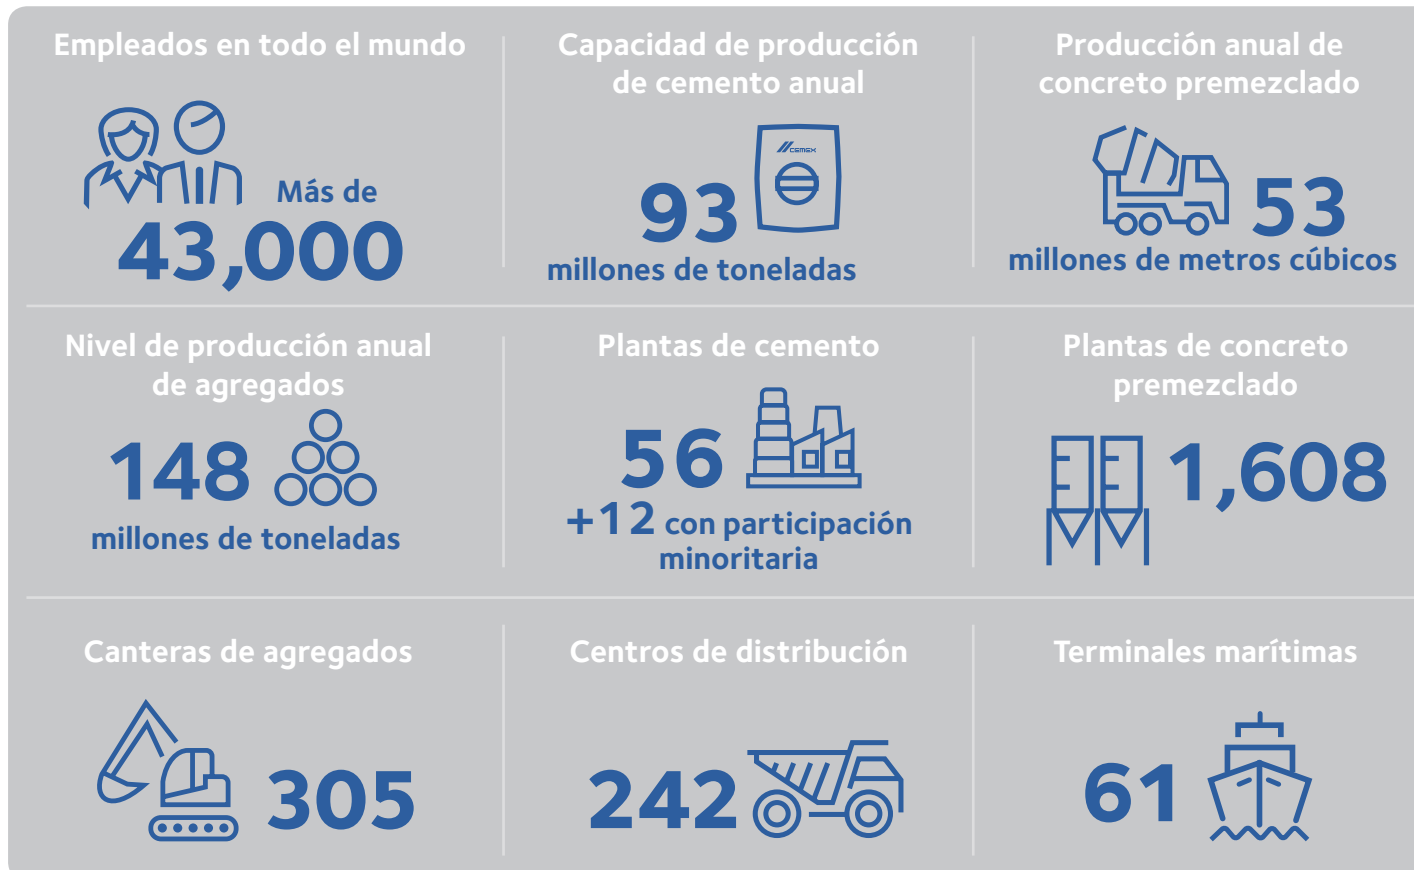 Empleados en todo el mundo
Más de
43,000
Capacidad de producción
de cemento anual
CEMEX
93
millones de toneladas
Producción anual de
concreto premezclado
53
millones de metros cúbicos
Nivel de producción anual
de agregados
148
millones de toneladas
Plantas de cemento
56
+12 con participación
minoritaria
Plantas de concreto
premezclado
1,608
Canteras de agregados
305
Centros de distribución
242
Terminales marítimas
61